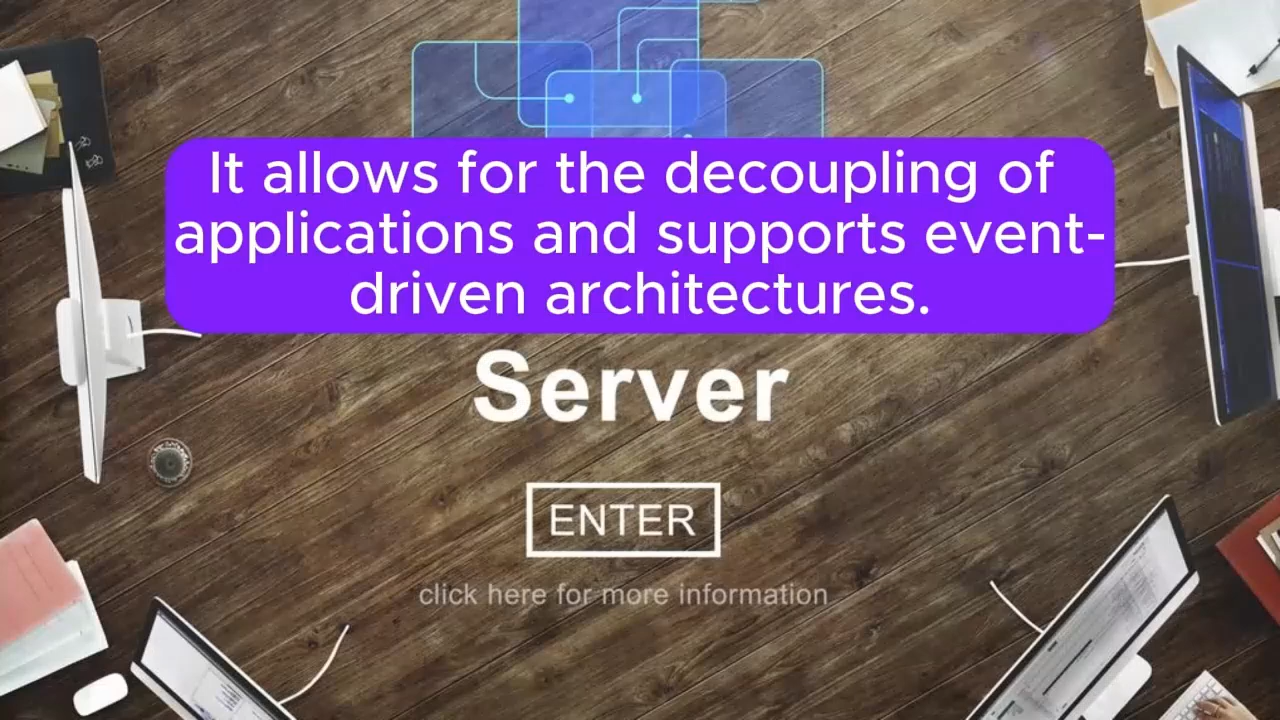 It allows for the decoupling of
applications and supports event-
driven architectures.
Server
ENTER
click here for more information